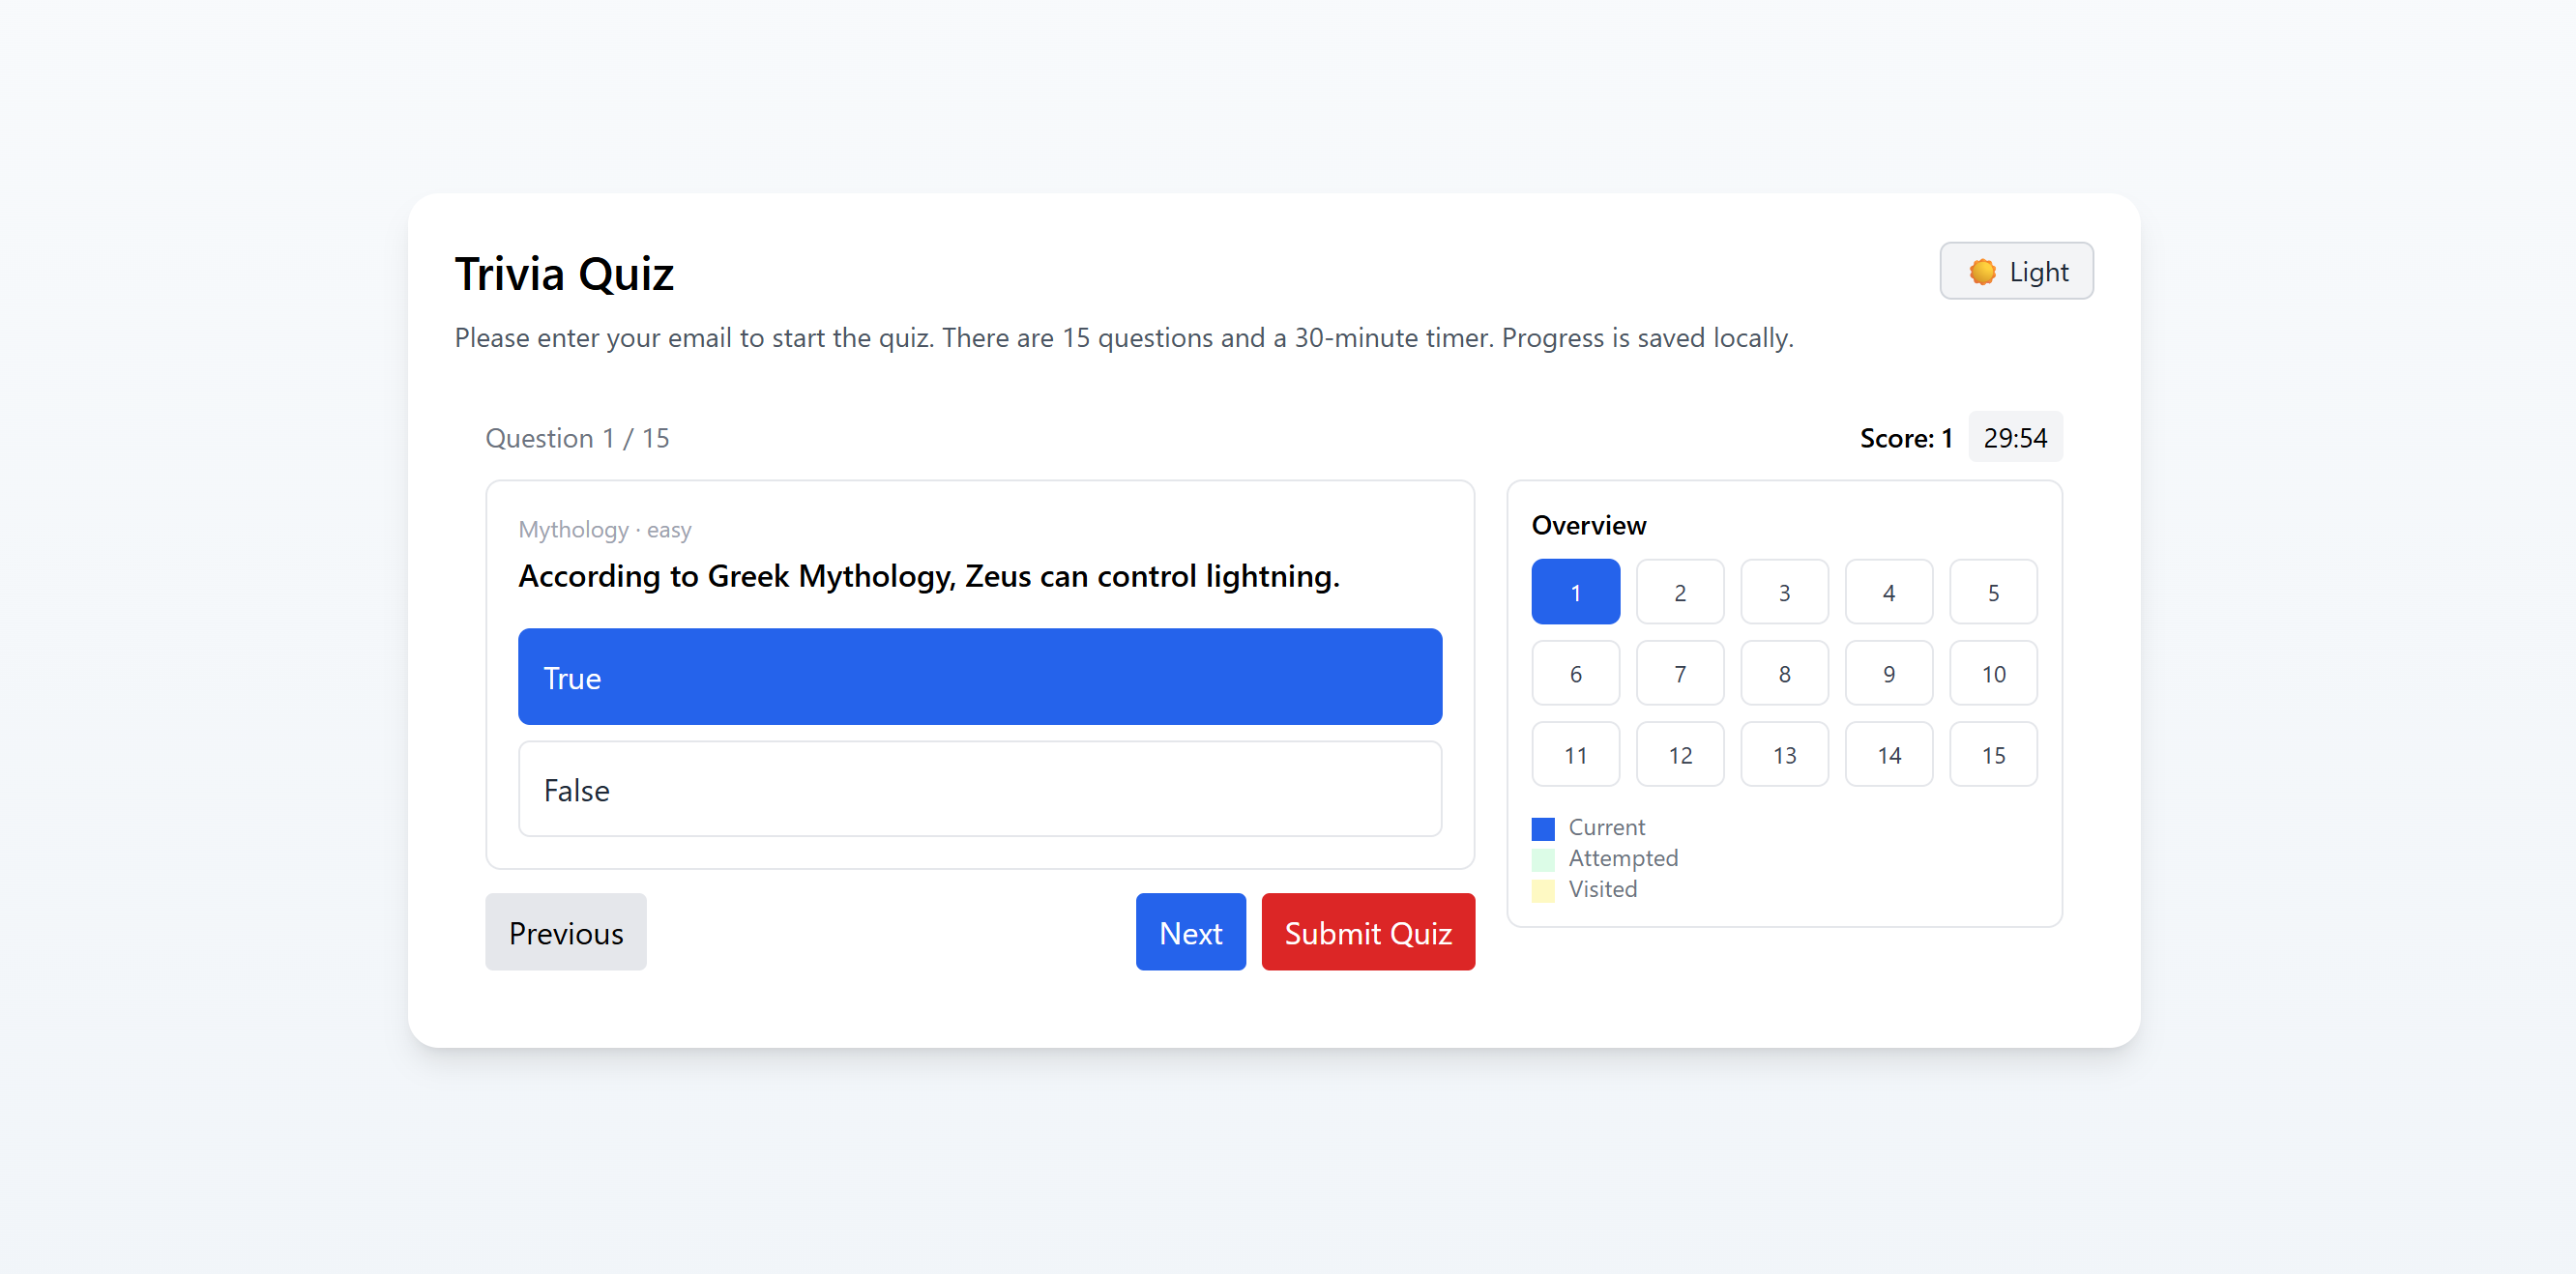 Trivia Quiz
Light
Please enter your email to start the quiz. There are 15 questions and a 30-minute timer. Progress is saved locally.
Question 1 / 15
Score: 1
29:54
Mythology · easy
According to Greek Mythology, Zeus can control lightning.
True
False
Previous
Next
Submit Quiz
Overview
1 2 3 4 5
6 7 8 9 10
11 12 13 14 15
Current
Attempted
Visited